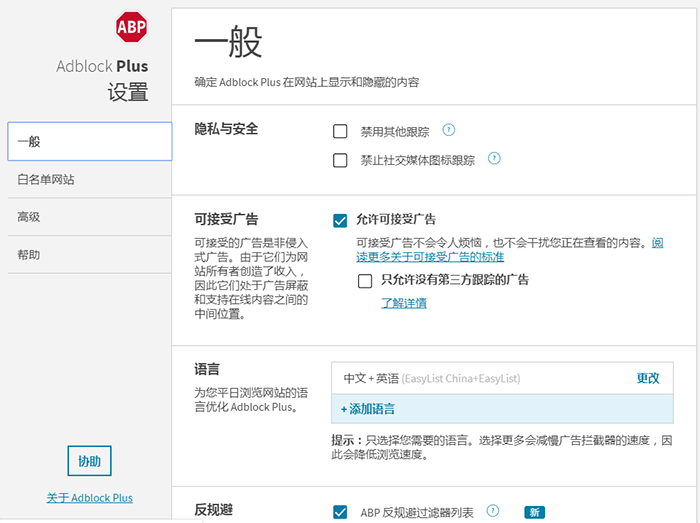 ABP
Adblock Plus
设置
一般
白名单网站
高级
帮助
协助
关于 Adblock Plus
一般
确定 Adblock Plus 在网站上显示和隐藏的内容
隐私与安全
禁用其他跟踪 ?
禁止社交媒体图标跟踪 ?
可接受广告
可接受的广告是非侵入
式广告。由于它们为网
站所有者创造了收入,
因此它们处于广告屏蔽
和支持在线内容之间的
中间位置。
允许可接受广告
可接受广告不会令人烦恼,也不会干扰您正在查看的内容。阅
读更多关于可接受广告的标准
只允许没有第三方跟踪的广告
了解详情
语言
为您平日浏览网站的语
言优化 Adblock Plus。
中文 + 英语 (EasyList China+EasyList) 更改
+ 添加语言
提示:只选择您需要的语言。选择更多会减慢广告拦截器的速度,因
此会降低浏览速度。
反规避
ABP 反规避过滤器列表 ? 新